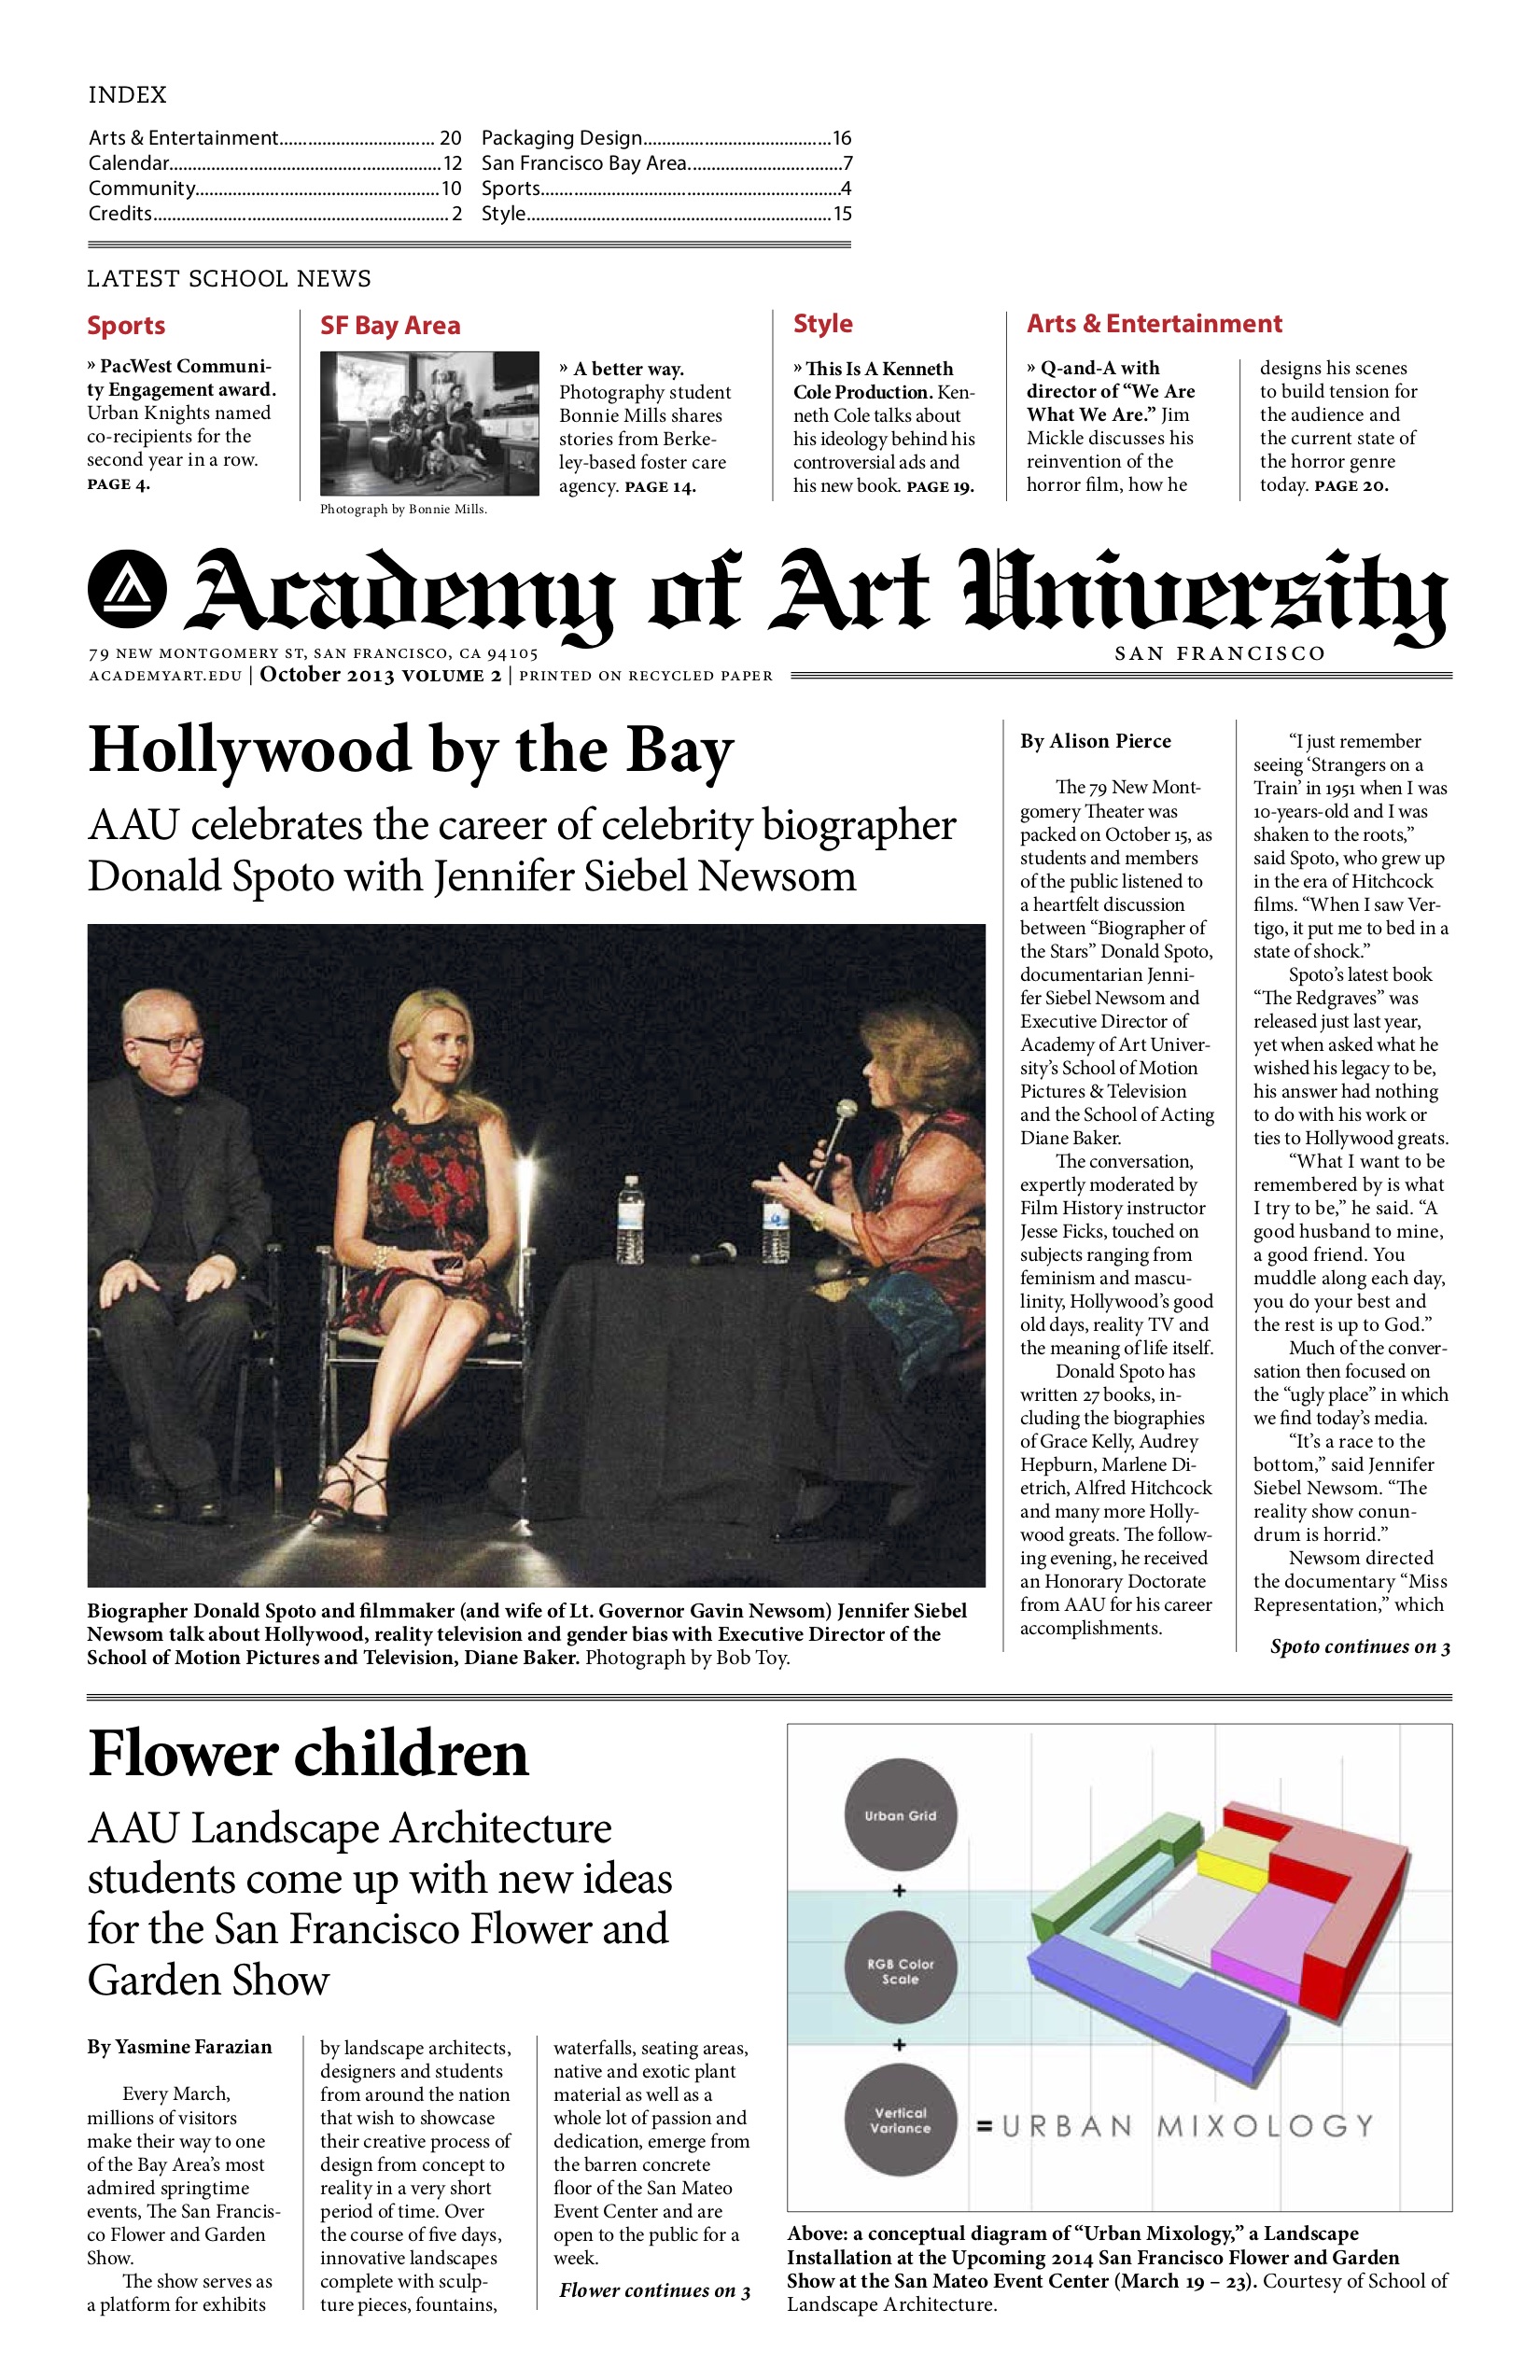 INDEX
Arts & Entertainment................................ 20
Calendar.........................................................12
Community...................................................10
Credits.............................................................. 2
Packaging Design.......................................16
San Francisco Bay Area................................7
Sports...............................................................4
Style................................................................15
LATEST SCHOOL NEWS
Sports
» PacWest Communi-
ty Engagement award.
Urban Knights named
co-recipients for the
second year in a row.
PAGE 4.
SF Bay Area
Photograph by Bonnie Mills.
» A better way.
Photography student
Bonnie Mills shares
stories from Berke-
ley-based foster care
agency. PAGE 14.
Style
» This Is A Kenneth
Cole Production. Ken-
neth Cole talks about
his ideology behind his
controversial ads and
his new book. PAGE 19.
Arts & Entertainment
» Q-and-A with
director of “We Are
What We Are.” Jim
Mickle discusses his
reinvention of the
horror film, how he
designs his scenes
to build tension for
the audience and
the current state of
the horror genre
today. PAGE 20.
Academy of Art University
79 NEW MONTGOMERY ST, SAN FRANCISCO, CA 94105
SAN FRANCISCO
ACADEMYART.EDU | October 2013 VOLUME 2 | PRINTED ON RECYCLED PAPER
Hollywood by the Bay
AAU celebrates the career of celebrity biographer
Donald Spoto with Jennifer Siebel Newsom
Biographer Donald Spoto and filmmaker (and wife of Lt. Governor Gavin Newsom) Jennifer Siebel
Newsom talk about Hollywood, reality television and gender bias with Executive Director of the
School of Motion Pictures and Television, Diane Baker. Photograph by Bob Toy.
By Alison Pierce
The 79 New Mont-
gomery Theater was
packed on October 15, as
students and members
of the public listened to
a heartfelt discussion
between “Biographer of
the Stars” Donald Spoto,
documentarian Jenni-
fer Siebel Newsom and
Executive Director of
Academy of Art Univer-
sity’s School of Motion
Pictures & Television
and the School of Acting
Diane Baker.
The conversation,
expertly moderated by
Film History instructor
Jesse Ficks, touched on
subjects ranging from
feminism and mascu-
linity, Hollywood’s good
old days, reality TV and
the meaning of life itself.
Donald Spoto has
written 27 books, in-
cluding the biographies
of Grace Kelly, Audrey
Hepburn, Marlene Di-
etrich, Alfred Hitchcock
and many more Holly-
wood greats. The follow-
ing evening, he received
an Honorary Doctorate
from AAU for his career
accomplishments.
“I just remember
seeing ‘Strangers on a
Train’ in 1951 when I was
10-years-old and I was
shaken to the roots,”
said Spoto, who grew up
in the era of Hitchcock
films. “When I saw Ver-
tigo, it put me to bed in a
state of shock.”
Spoto’s latest book
“The Redgraves” was
released just last year,
yet when asked what he
wished his legacy to be,
his answer had nothing
to do with his work or
ties to Hollywood greats.
“What I want to be
remembered by is what
I try to be,” he said. “A
good husband to mine,
a good friend. You
muddle along each day,
you do your best and
the rest is up to God.”
Much of the conver-
sation then focused on
the “ugly place” in which
we find today’s media.
“It’s a race to the
bottom,” said Jennifer
Siebel Newsom. “The
reality show conun-
drum is horrid.”
Newsom directed
the documentary “Miss
Representation,” which
Spoto continues on 3
Flower children
AAU Landscape Architecture
students come up with new ideas
for the San Francisco Flower and
Garden Show
By Yasmine Farazian
Every March,
millions of visitors
make their way to one
of the Bay Area’s most
admired springtime
events, The San Francis-
co Flower and Garden
Show.
The show serves as
a platform for exhibits
by landscape architects,
designers and students
from around the nation
that wish to showcase
their creative process of
design from concept to
reality in a very short
period of time. Over
the course of five days,
innovative landscapes
complete with sculp-
ture pieces, fountains,
waterfalls, seating areas,
native and exotic plant
material as well as a
whole lot of passion and
dedication, emerge from
the barren concrete
floor of the San Mateo
Event Center and are
open to the public for a
week.
Flower continues on 3
Urban Grid
+
RGB Color
Scale
+
Vertical
Variance
= URBAN MIXOLOGY
Above: a conceptual diagram of “Urban Mixology,” a Landscape
Installation at the Upcoming 2014 San Francisco Flower and Garden
Show at the San Mateo Event Center (March 19 – 23). Courtesy of School of
Landscape Architecture.